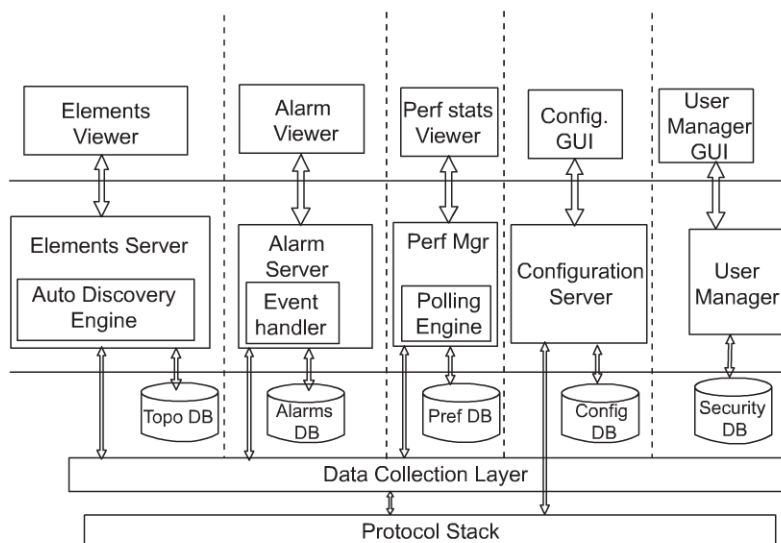 Elements
Viewer
Alarm
Viewer
Perf stats
Viewer
Config.
GUI
User
Manager
GUI
Elements Server
Auto Discovery
Engine
Alarm
Server
Event
handler
Perf Mgr
Polling
Engine
Configuration
Server
User
Manager
Topo DB
Alarms
DB
Pref DB
Config
DB
Security
DB
Data Collection Layer
Protocol Stack